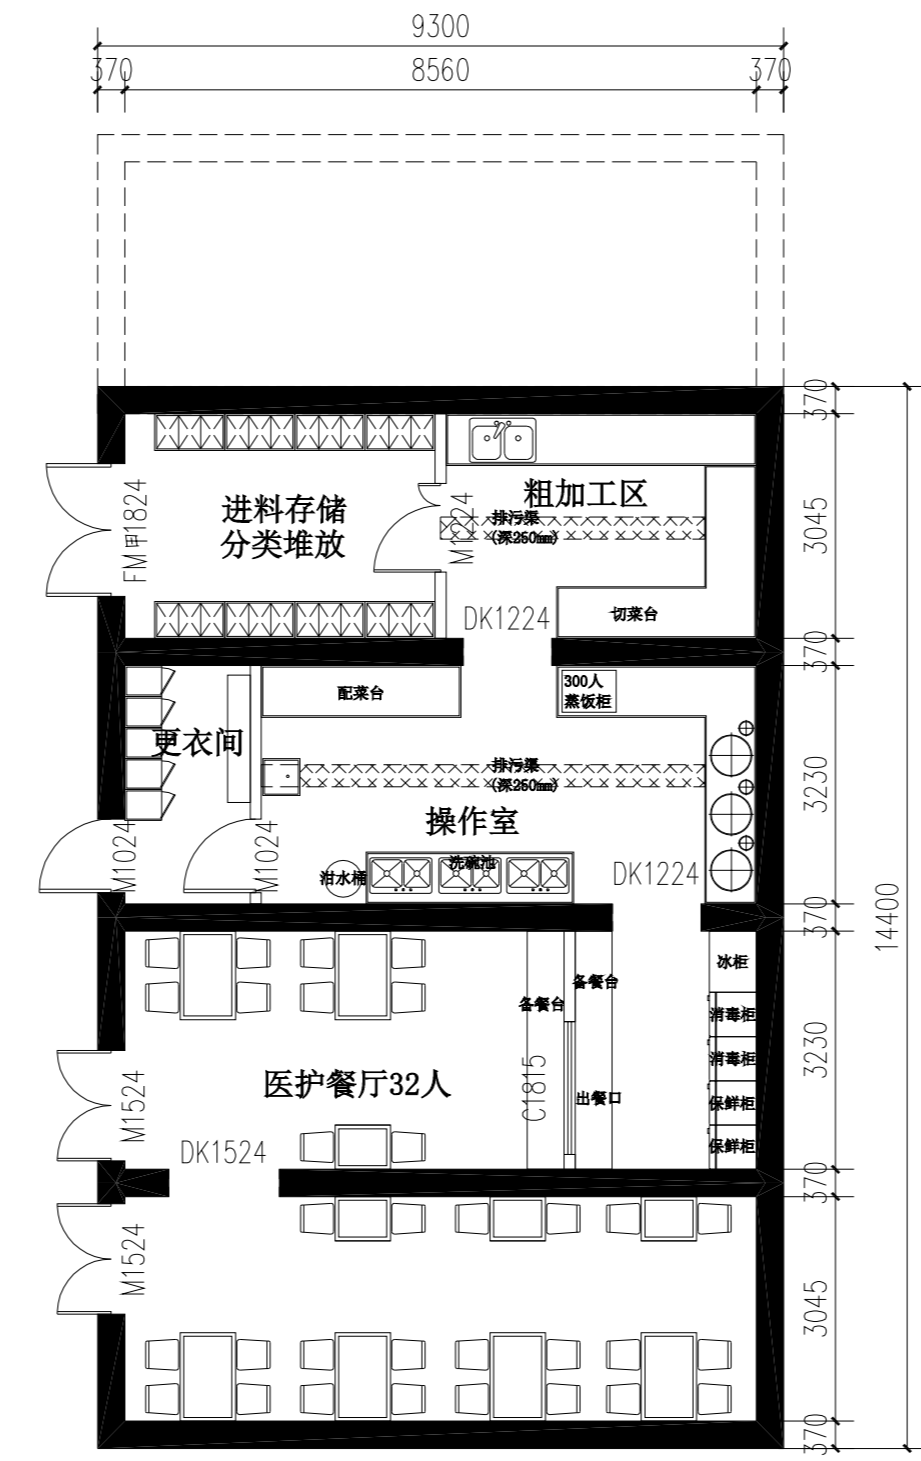 9300
370
8560
370
370
3045
370
3230
370
3230
370
3045
370
14400
FM甲1824
进料存储
分类堆放
M1224
粗加工区
排污渠
(深250mm)
切菜台
DK1224
配菜台
300人
蒸饭柜
更衣间
排污渠
(深250mm)
操作室
M1024
M1024
泔水桶
洗碗池
DK1224
冰柜
备餐台
备餐台
消毒柜
消毒柜
医护餐厅32人
C1815
出餐口
保鲜柜
保鲜柜
M1524
DK1524
M1524